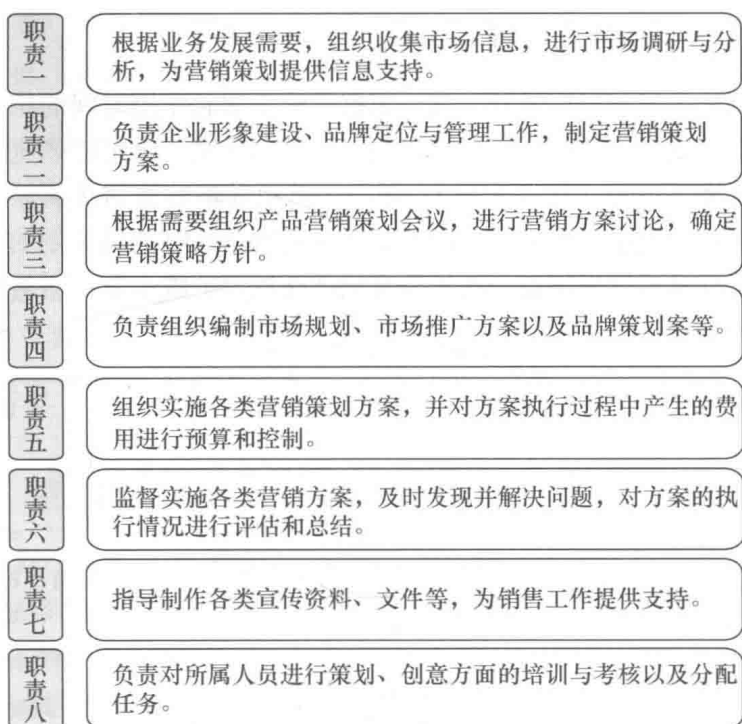 职责一
根据业务发展需要，组织收集市场信息，进行市场调研与分
析，为营销策划提供信息支持。
职责二
负责企业形象建设、品牌定位与管理工作，制定营销策划
方案。
职责三
根据需要组织产品营销策划会议，进行营销方案讨论，确定
营销策略方针。
职责四
负责组织编制市场规划、市场推广方案以及品牌策划案等。
职责五
组织实施各类营销策划方案，并对方案执行过程中产生的费
用进行预算和控制。
职责六
监督实施各类营销方案，及时发现并解决问题，对方案的执
行情况进行评估和总结。
职责七
指导制作各类宣传资料、文件等，为销售工作提供支持。
职责八
负责对所属人员进行策划、创意方面的培训与考核以及分配
任务。